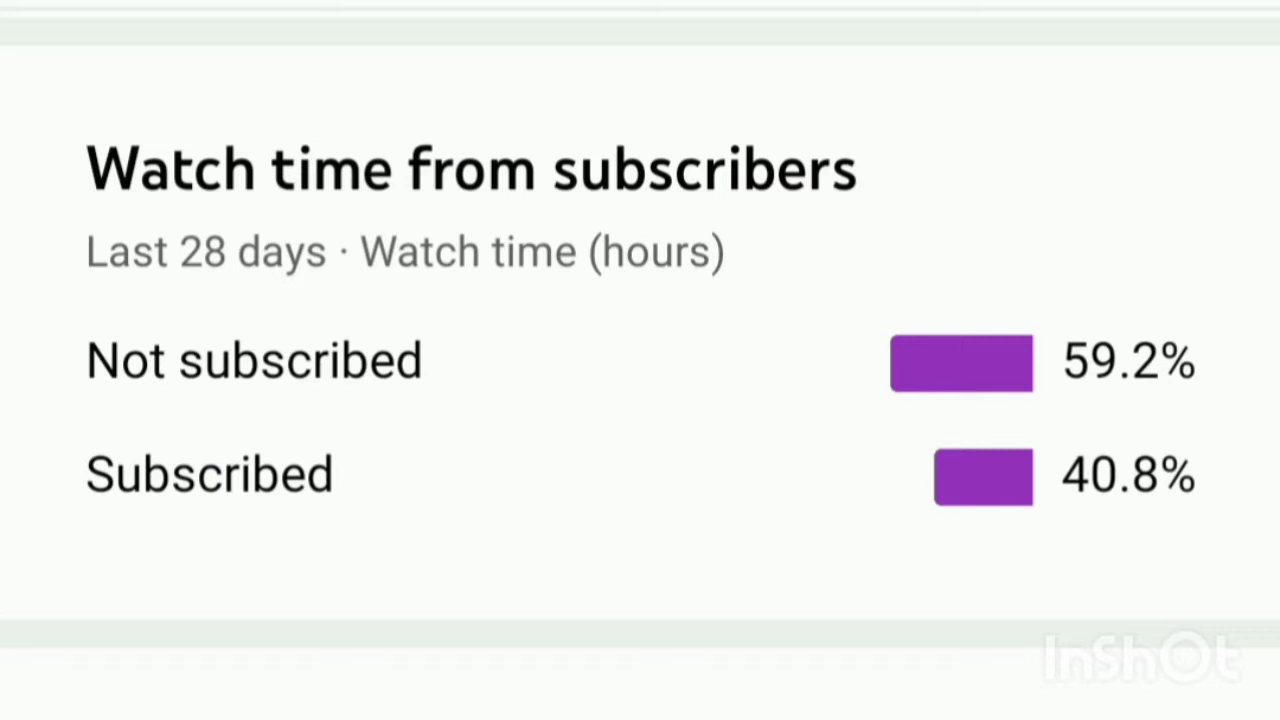 Watch time from subscribers
Last 28 days · Watch time (hours)
Not subscribed 59.2%
Subscribed 40.8%
InShOt